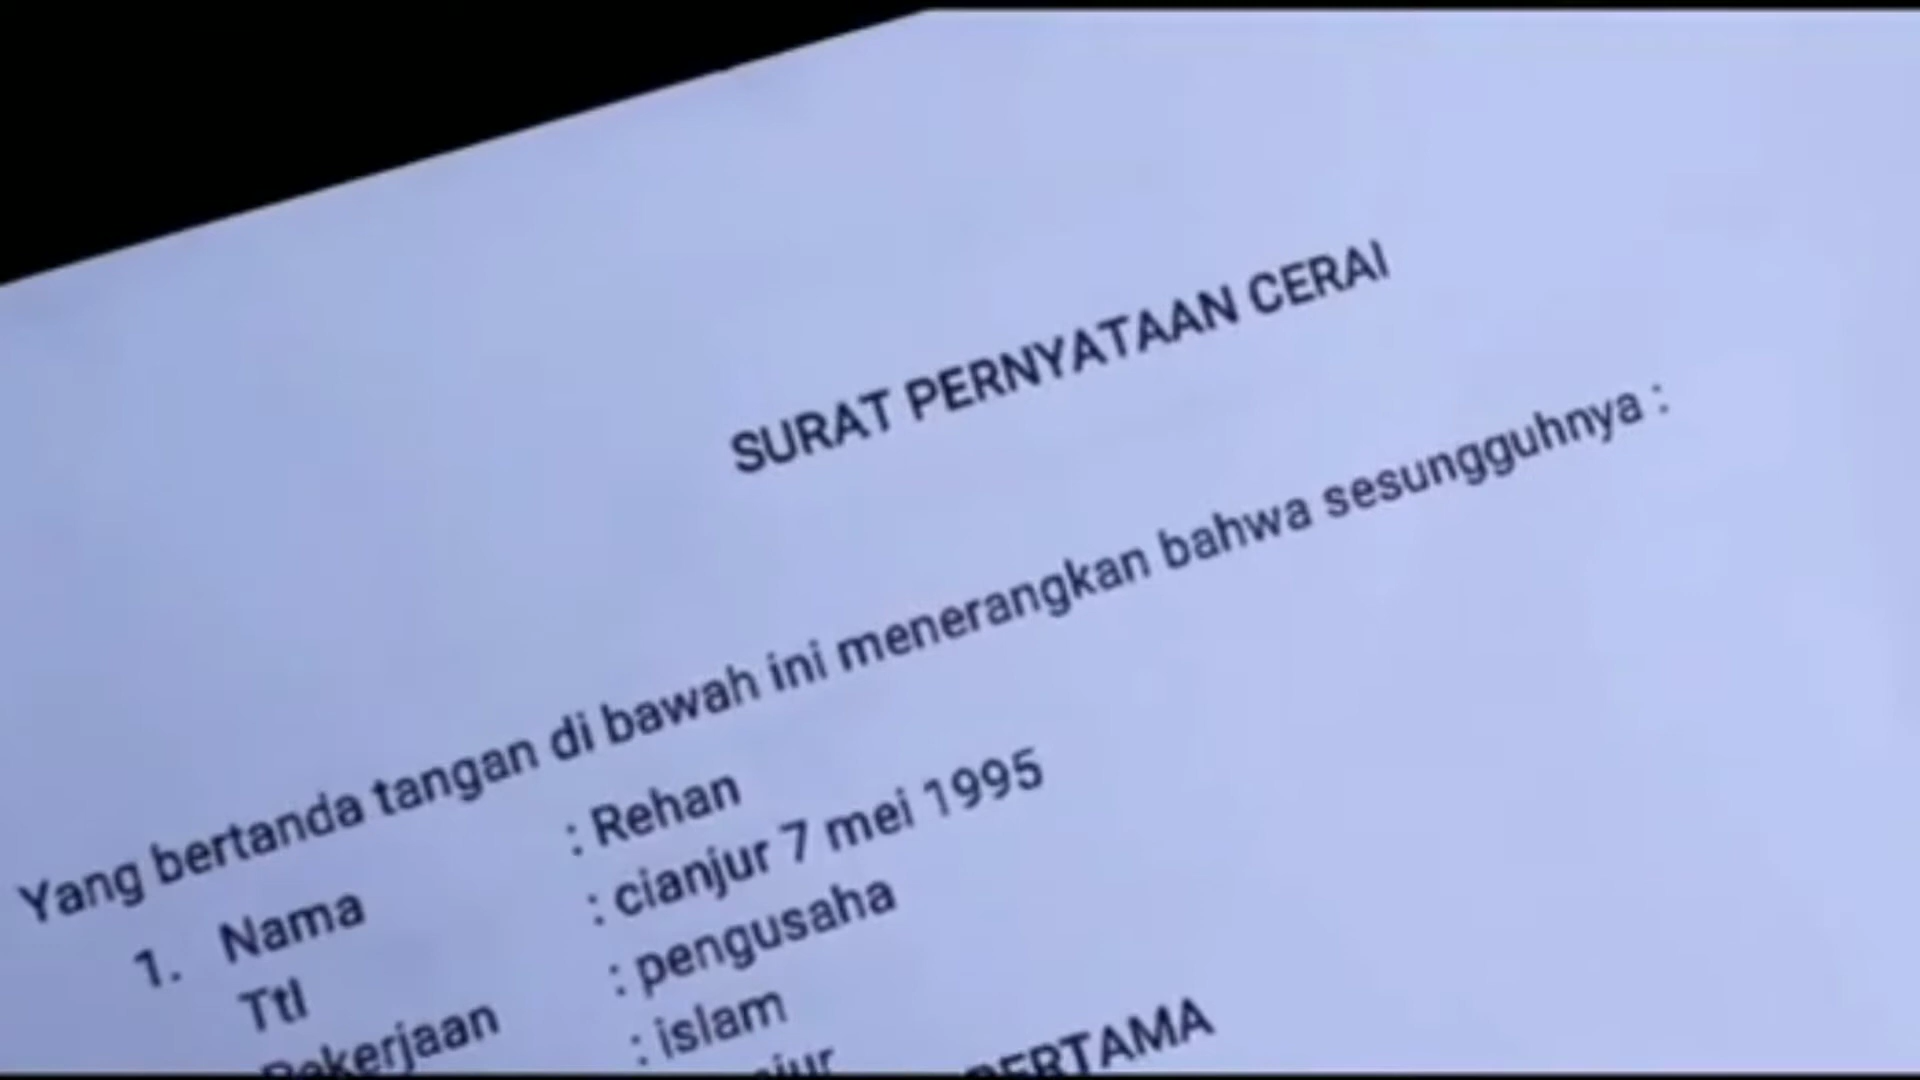 SURAT PERNYATAAN CERAI
Yang bertanda tangan di bawah ini menerangkan bahwa sesungguhnya :
1. Nama : Rehan
Ttl : cianjur 7 mei 1995
Pekerjaan : pengusaha
: islam